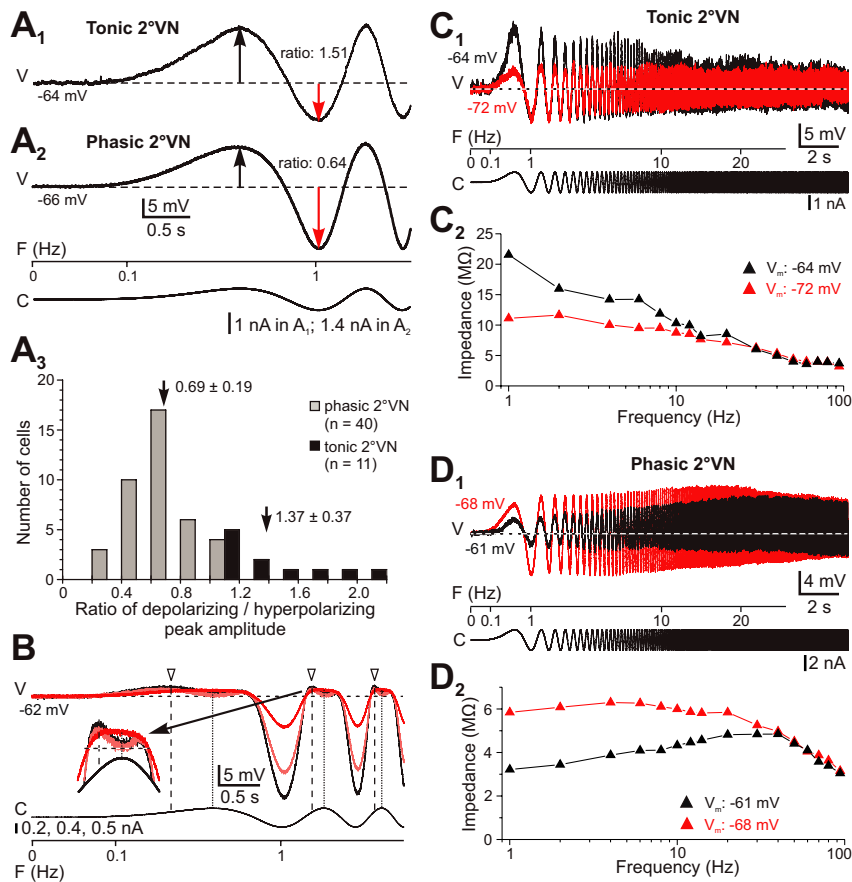 A1 Tonic 2°VN
ratio: 1.51
V
-64 mV
A2 Phasic 2°VN
ratio: 0.64
V
-66 mV
5 mV
0.5 s
F (Hz)
0 0.1 1
C
1 nA in A1; 1.4 nA in A2
A3
20
15
10
5
0
Number of cells
0.69 ± 0.19
phasic 2°VN
(n = 40)
tonic 2°VN
(n = 11)
1.37 ± 0.37
0 0.4 0.8 1.2 1.6 2.0
Ratio of depolarizing / hyperpolarizing
peak amplitude
B
V
-62 mV
5 mV
0.5 s
C
0.2, 0.4, 0.5 nA
0 0.1 1
F (Hz)
C1 Tonic 2°VN
-64 mV
V
-72 mV
F (Hz)
0 0.1 1 10 20
5 mV
2 s
C
1 nA
C2
Impedance (MΩ)
25
20
15
10
5
0
Vm: -64 mV
Vm: -72 mV
1 10 100
Frequency (Hz)
D1 Phasic 2°VN
-68 mV
V
-61 mV
F (Hz)
0 0.1 1 10 20
4 mV
2 s
C
2 nA
D2
Impedance (MΩ)
6
4
2
0
Vm: -61 mV
Vm: -68 mV
1 10 100
Frequency (Hz)